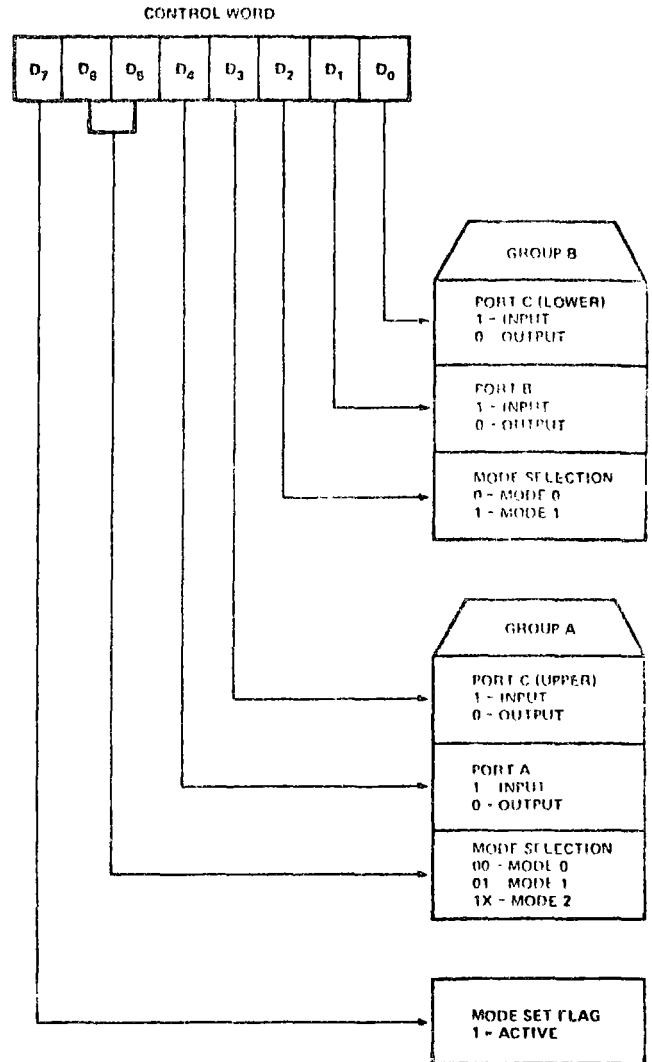 CONTROL WORD
D7 D6 D5 D4 D3 D2 D1 D0
GROUP B
PORT C (LOWER)
1 - INPUT
0 OUTPUT
PORT B
1 - INPUT
0 - OUTPUT
MODE SELECTION
0 - MODE 0
1 - MODE 1
GROUP A
PORT C (UPPER)
1 - INPUT
0 - OUTPUT
PORT A
1 INPUT
0 - OUTPUT
MODE SELECTION
00 - MODE 0
01 MODE 1
1X - MODE 2
MODE SET FLAG
1 = ACTIVE